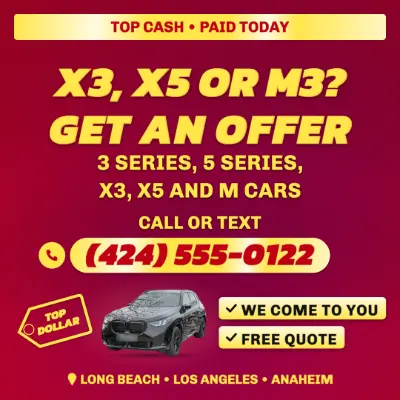 TOP CASH • PAID TODAY
X3, X5 OR M3?
GET AN OFFER
3 SERIES, 5 SERIES,
X3, X5 AND M CARS
CALL OR TEXT
(424) 555-0122
TOP
DOLLAR
WE COME TO YOU
FREE QUOTE
LONG BEACH • LOS ANGELES • ANAHEIM